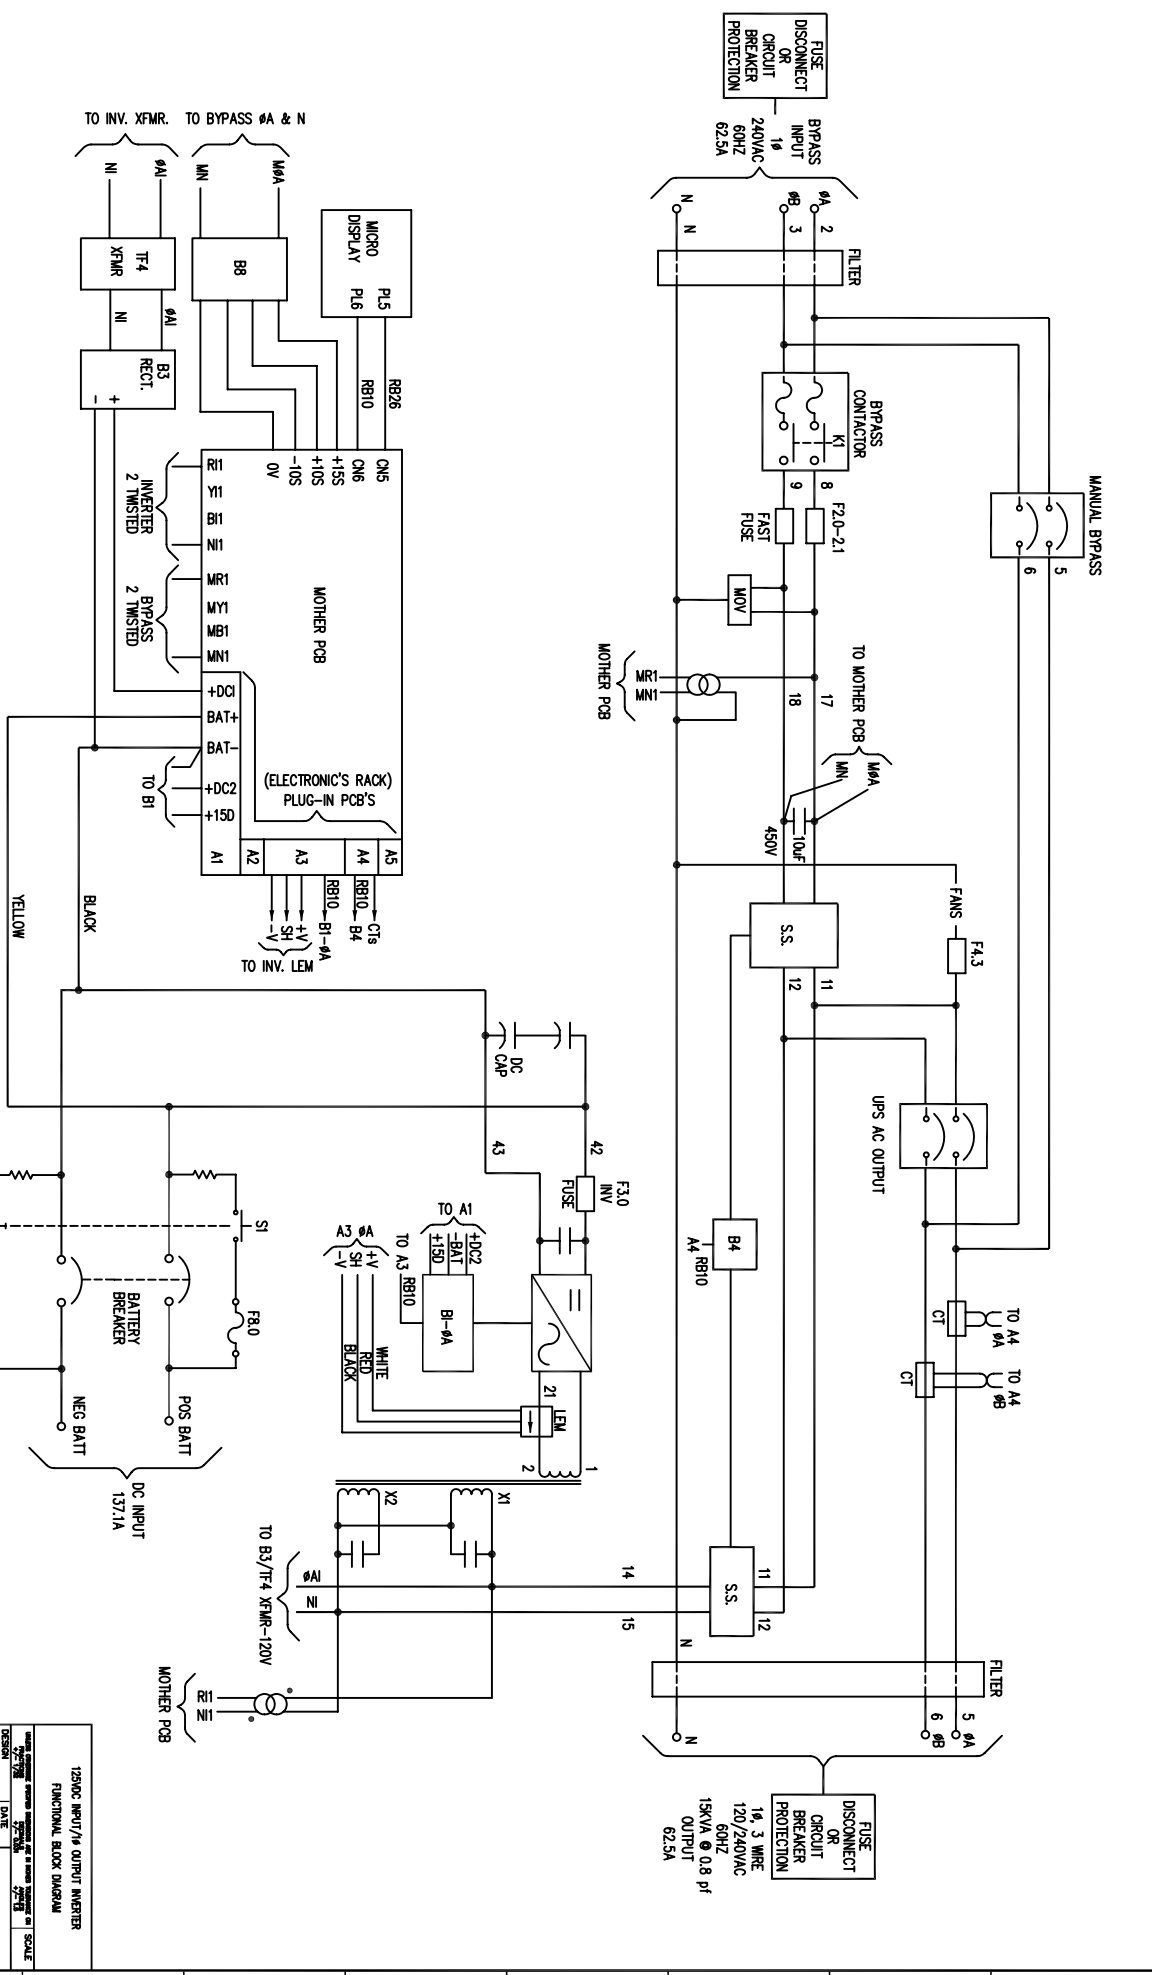 FUSE
DISCONNECT
OR
CIRCUIT
BREAKER
PROTECTION
BYPASS
INPUT
1ø
240VAC
60HZ
62.5A
øA
øB
N
2
3
N
FILTER
BYPASS
CONTACTOR
K1
8
9
F2.0-2.1
FAST
FUSE
MOV
MANUAL BYPASS
5
6
MR1
MN1
MOTHER PCB
17
18
TO MOTHER PCB
MøA
MN
10uF
450V
S.S.
FANS
F4.3
11
12
UPS AC OUTPUT
B4
A4 RB10
CT
TO A4
øA
CT
TO A4
øB
S.S.
11
12
14
15
N
FILTER
5
øA
6
øB
N
FUSE
DISCONNECT
OR
CIRCUIT
BREAKER
PROTECTION
1ø, 3 WIRE
120/240VAC
60HZ
15KVA @ 0.8 pf
OUTPUT
62.5A
TO INV. XFMR.
øAI
NI
TF4
XFMR
øAI
NI
B3
RECT.
+
-
TO BYPASS øA & N
MøA
MN
B8
MICRO
DISPLAY
PL5
PL6
RB26
RB10
CN5
CN6
+15S
+10S
-10S
0V
MOTHER PCB
RI1
YI1
BI1
NI1
INVERTER
2 TWISTED
MR1
MY1
MB1
MN1
BYPASS
2 TWISTED
+DCI
BAT+
BAT-
+DC2
+15D
TO B1
(ELECTRONIC'S RACK)
PLUG-IN PCB'S
A1
A2
A3
A4
A5
RB10
RB10
CTs
B4
B1-øA
+V
SH
-V
TO INV. LEM
BLACK
YELLOW
DC
CAP
42
43
F3.0
INV
FUSE
TO A1
+DC2
-BAT
+15D
BI-øA
TO A3 RB10
A3 øA
+V
SH
-V
WHITE
RED
BLACK
21
LEM
1
2
X1
X2
øAI
NI
TO B3/TF4 XFMR-120V
RI1
NI1
MOTHER PCB
S1
F8.0
BATTERY
BREAKER
POS BATT
NEG BATT
DC INPUT
137.1A
125VDC INPUT/1ø OUTPUT INVERTER
FUNCTIONAL BLOCK DIAGRAM
SCALE
DESIGN
DATE